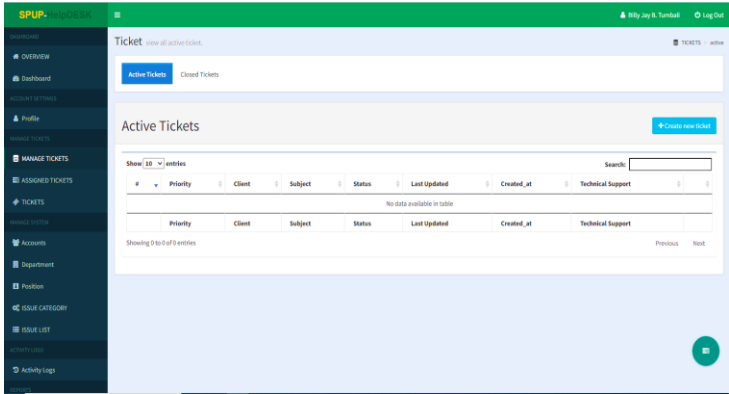 SPUP-HelpDESK
Billy Jay B. Tumbali
Log Out
DASHBOARD
OVERVIEW
Dashboard
ACCOUNT SETTINGS
Profile
MANAGE TICKETS
MANAGE TICKETS
ASSIGNED TICKETS
TICKETS
MANAGE SYSTEM
Accounts
Department
Position
ISSUE CATEGORY
ISSUE LIST
ACTIVITY LOGS
Activity Logs
REPORTS
Ticket view all active ticket.
TICKETS - active
Active Tickets Closed Tickets
Active Tickets
+Create new ticket
Show 10 entries
Search:
# Priority Client Subject Status Last Updated Created_at Technical Support
No data available in table
Priority Client Subject Status Last Updated Created_at Technical Support
Showing 0 to 0 of 0 entries
Previous Next